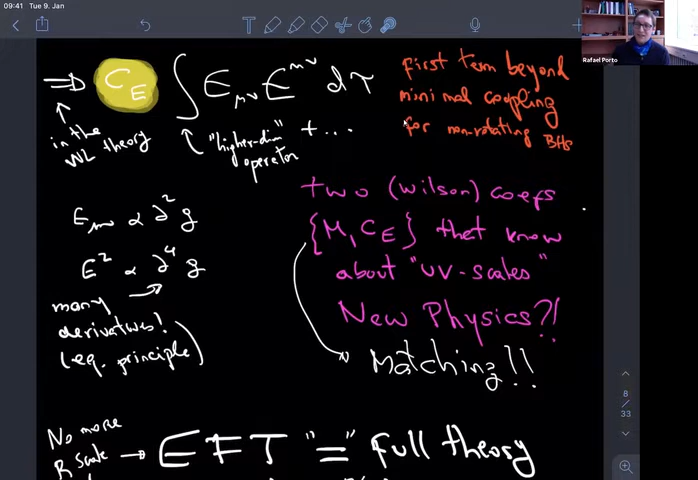 09:41 Tue 9. Jan
Rafael Porto
=> C_E ∫ E_μν E^μν dτ
+ ...
in the WL theory
"higher-dim" operator
First term beyond
minimal coupling
for non-rotating BHs
E_μν ∝ ∂² g
E² ∝ ∂⁴ g
many
derivatives!
(eq. principle)
two (wilson) coefs
{M, C_E} that know
about "UV-scales"
New Physics?!
Matching!!
8
33
No more
R scale
→ EFT "=" full theory